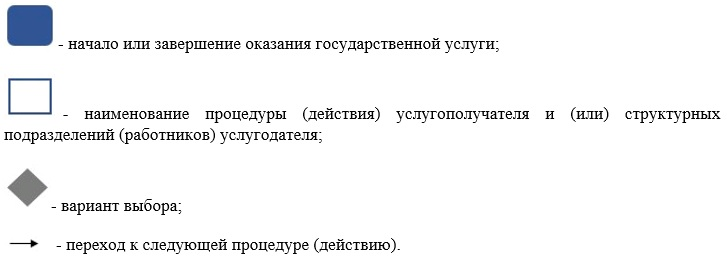 - начало или завершение оказания государственной услуги;
- наименование процедуры (действия) услугополучателя и (или) структурных
подразделений (работников) услугодателя;
- вариант выбора;
- переход к следующей процедуре (действию).